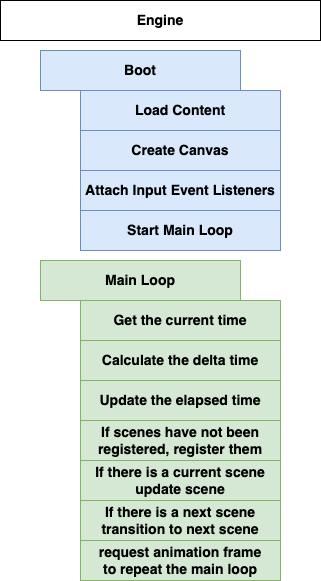 Engine
Boot
Load Content
Create Canvas
Attach Input Event Listeners
Start Main Loop
Main Loop
Get the current time
Calculate the delta time
Update the elapsed time
If scenes have not been
registered, register them
If there is a current scene
update scene
If there is a next scene
transition to next scene
request animation frame
to repeat the main loop